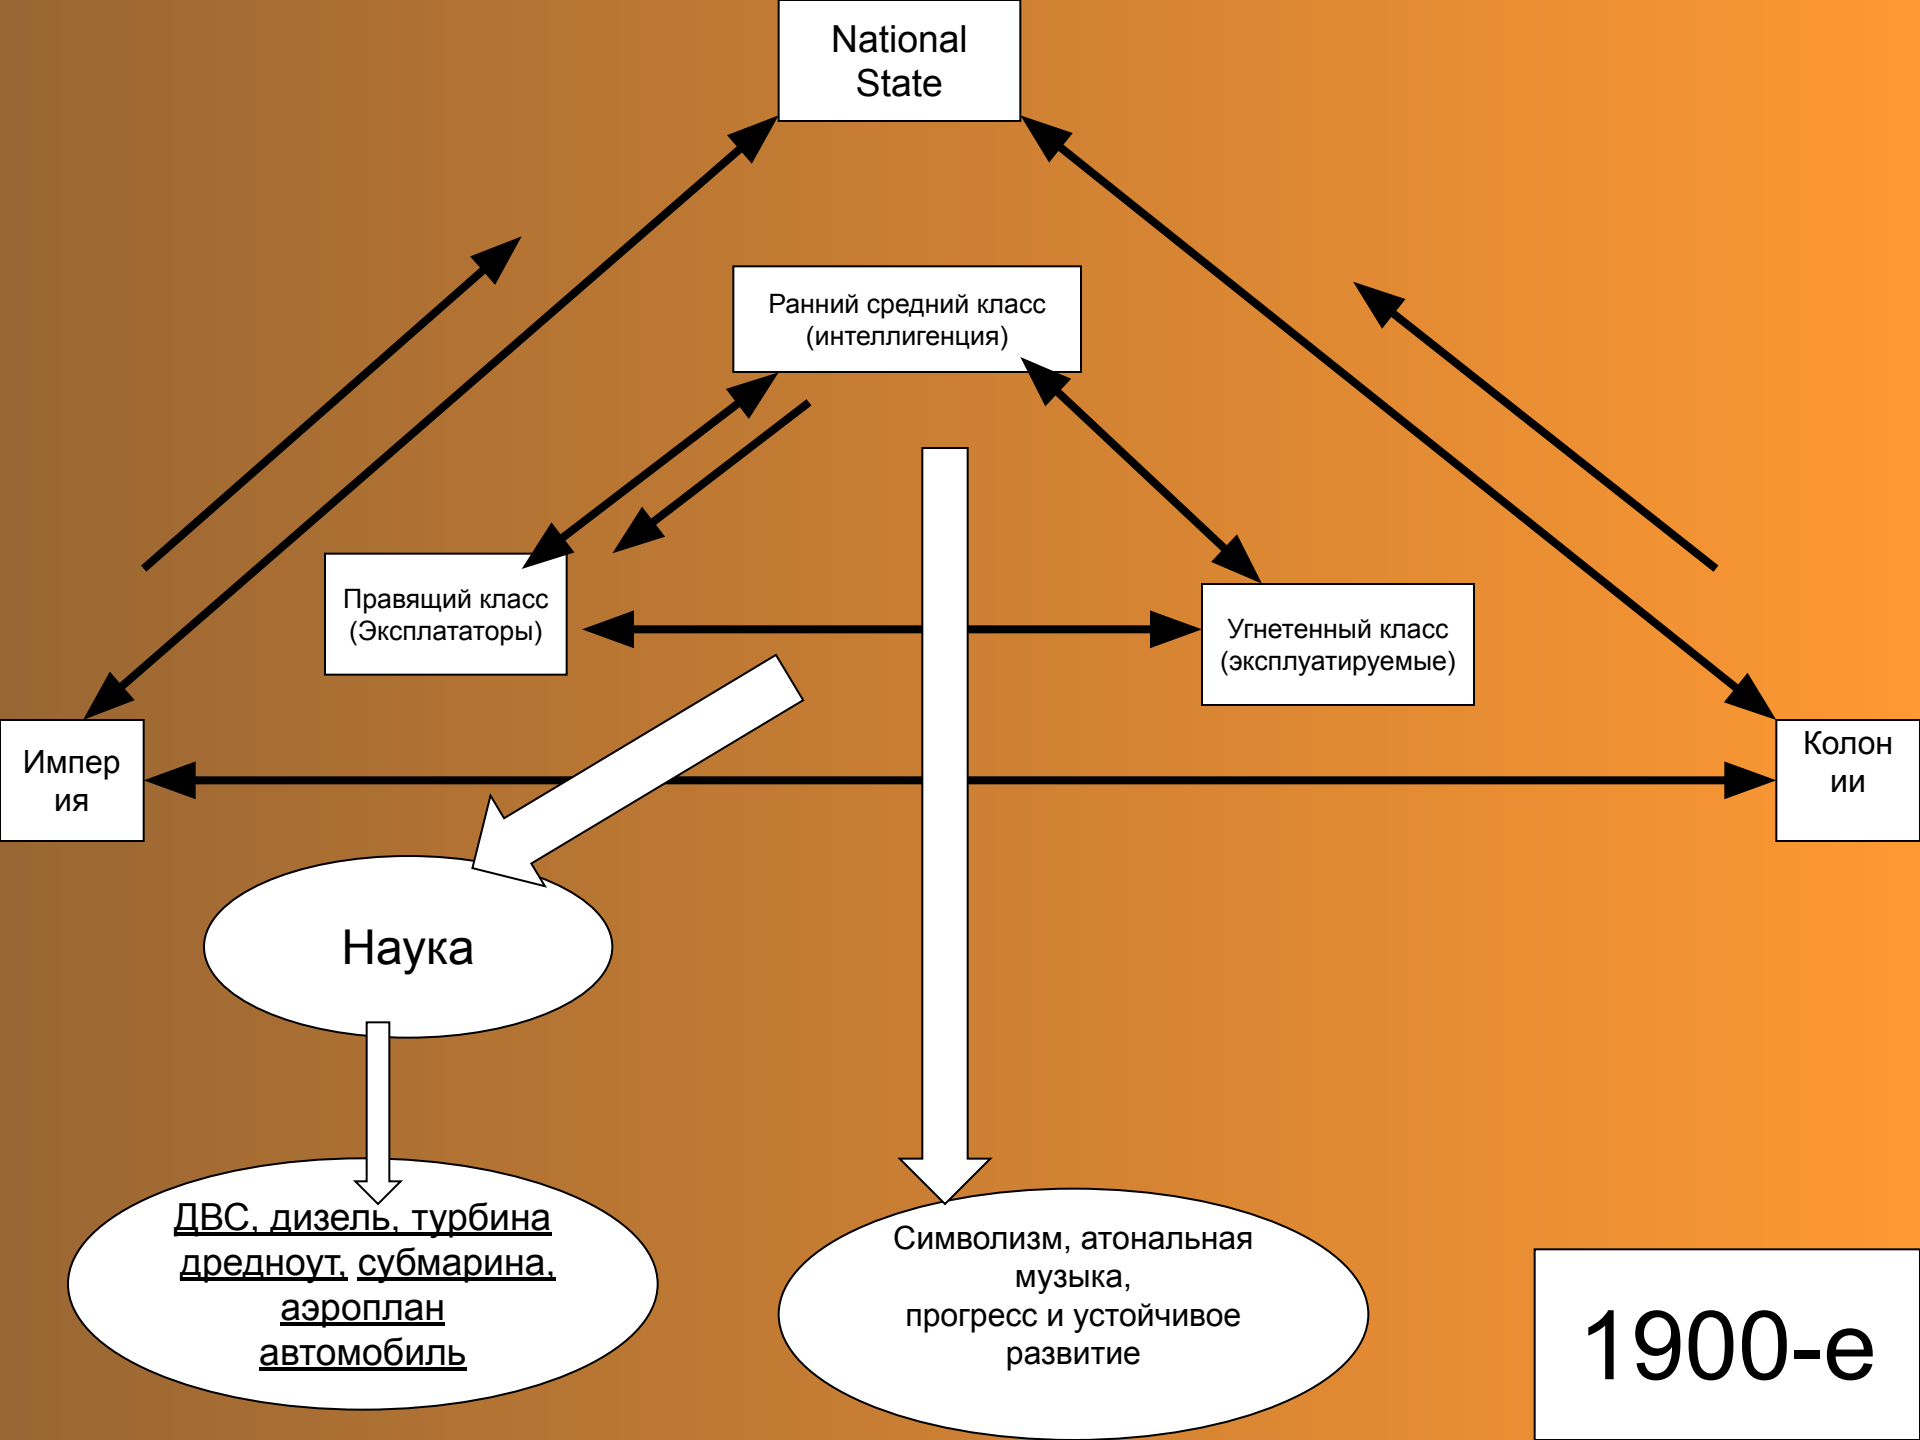 National
State
Ранний средний класс
(интеллигенция)
Правящий класс
(Эксплататоры)
Угнетенный класс
(эксплуатируемые)
Импер
ия
Колон
ии
Наука
ДВС, дизель, турбина
дредноут, субмарина,
аэроплан
автомобиль
Символизм, атональная
музыка,
прогресс и устойчивое
развитие
1900-е